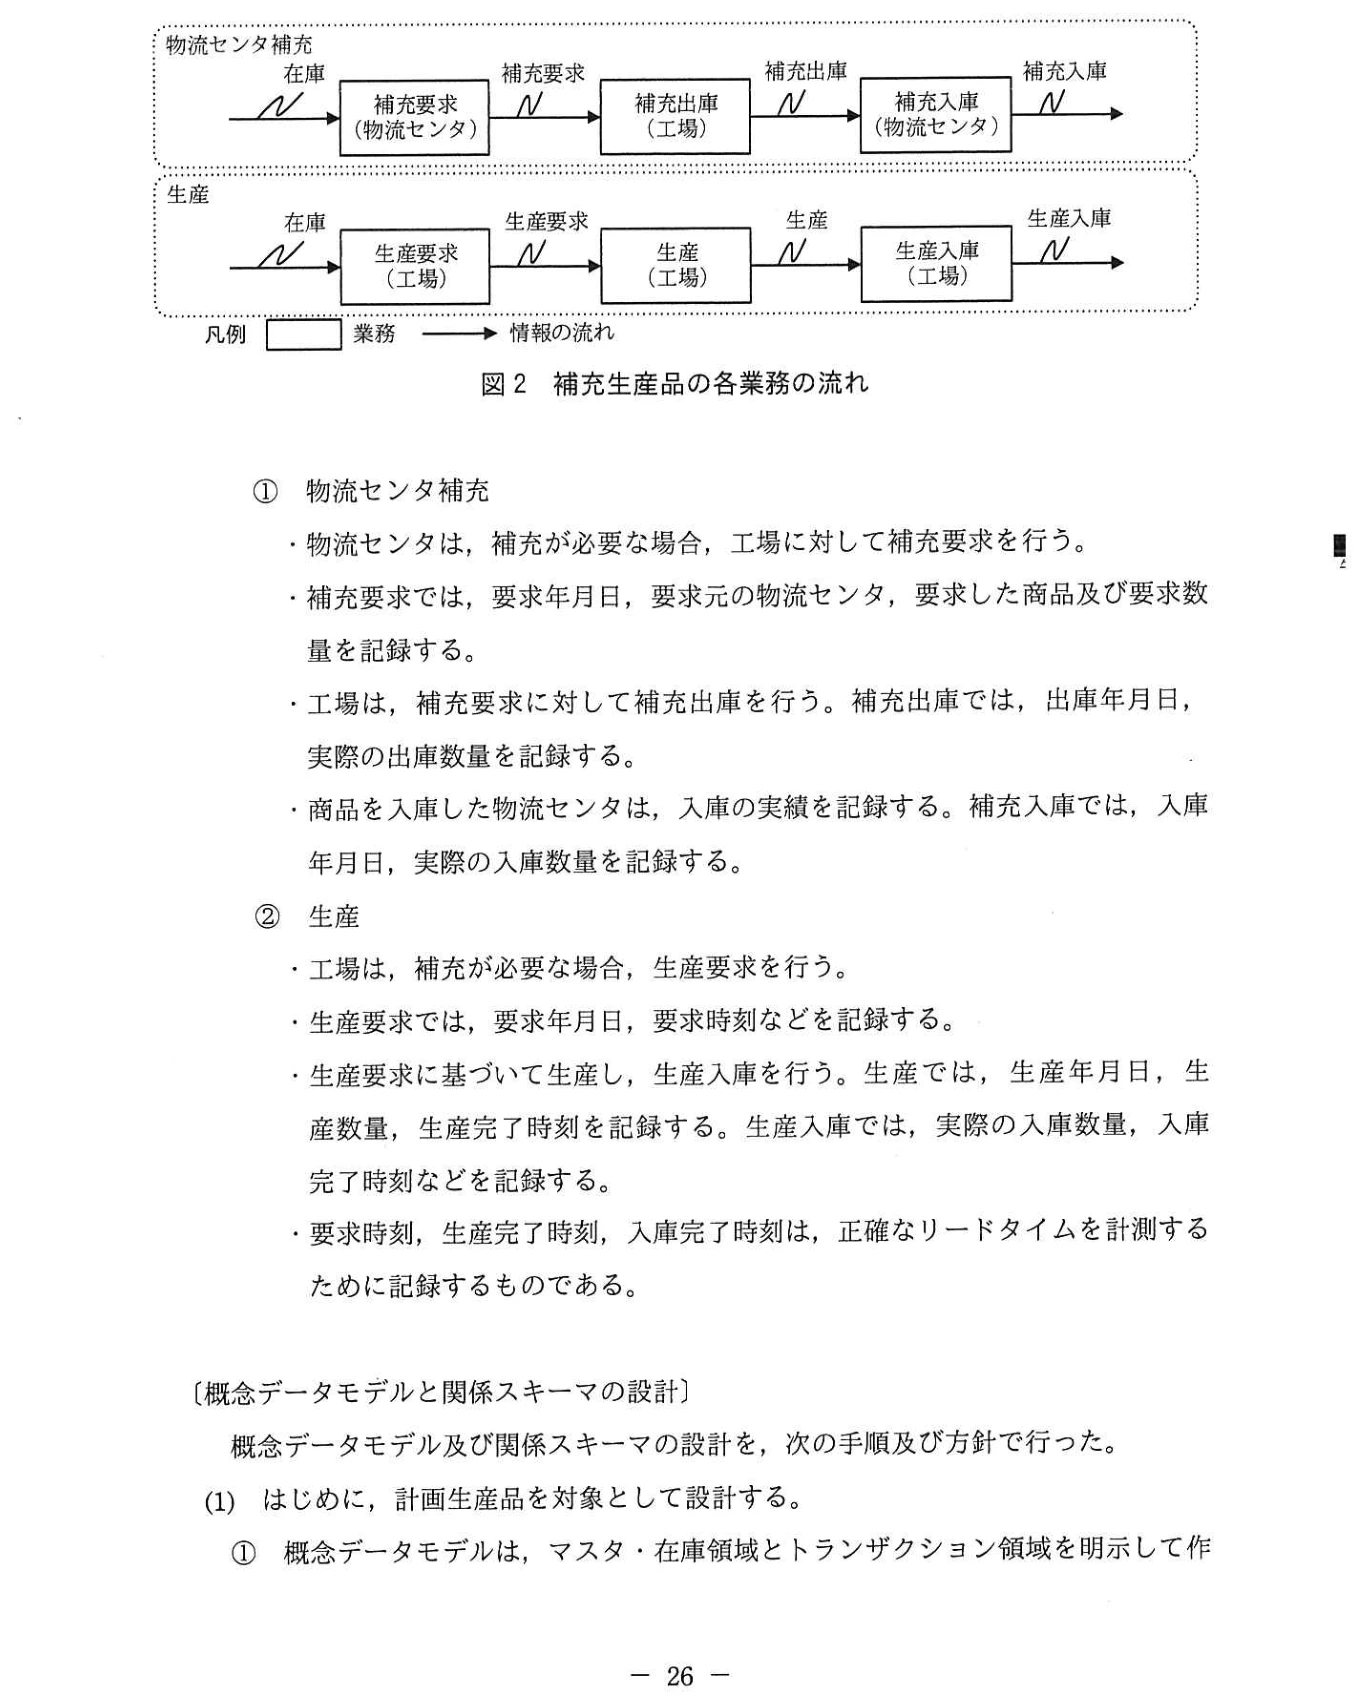 物流センタ補充
在庫 補充要求 補充出庫 補充入庫
補充要求 補充出庫 補充入庫
（物流センタ） （工場） （物流センタ）
生産
在庫 生産要求 生産 生産入庫
生産要求 生産 生産入庫
（工場） （工場） （工場）
凡例 業務 情報の流れ
図2 補充生産品の各業務の流れ
① 物流センタ補充
・物流センタは，補充が必要な場合，工場に対して補充要求を行う。
・補充要求では，要求年月日，要求元の物流センタ，要求した商品及び要求数
量を記録する。
・工場は，補充要求に対して補充出庫を行う。補充出庫では，出庫年月日，
実際の出庫数量を記録する。
・商品を入庫した物流センタは，入庫の実績を記録する。補充入庫では，入庫
年月日，実際の入庫数量を記録する。
② 生産
・工場は，補充が必要な場合，生産要求を行う。
・生産要求では，要求年月日，要求時刻などを記録する。
・生産要求に基づいて生産し，生産入庫を行う。生産では，生産年月日，生
産数量，生産完了時刻を記録する。生産入庫では，実際の入庫数量，入庫
完了時刻などを記録する。
・要求時刻，生産完了時刻，入庫完了時刻は，正確なリードタイムを計測する
ために記録するものである。
〔概念データモデルと関係スキーマの設計〕
概念データモデル及び関係スキーマの設計を，次の手順及び方針で行った。
(1) はじめに，計画生産品を対象として設計する。
① 概念データモデルは，マスタ・在庫領域とトランザクション領域を明示して作
－ 26 －